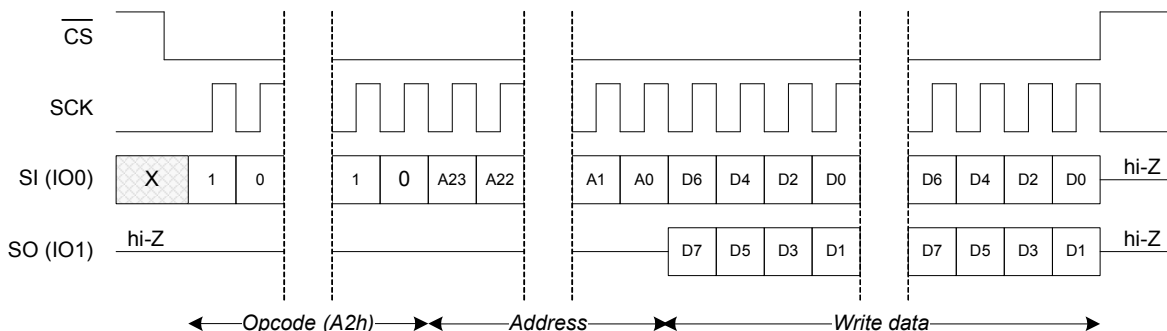 CS
SCK
SI (IO0) X 1 0 1 0 A23 A22 A1 A0 D6 D4 D2 D0 D6 D4 D2 D0 hi-Z
SO (IO1) hi-Z D7 D5 D3 D1 D7 D5 D3 D1 hi-Z
Opcode (A2h) Address Write data